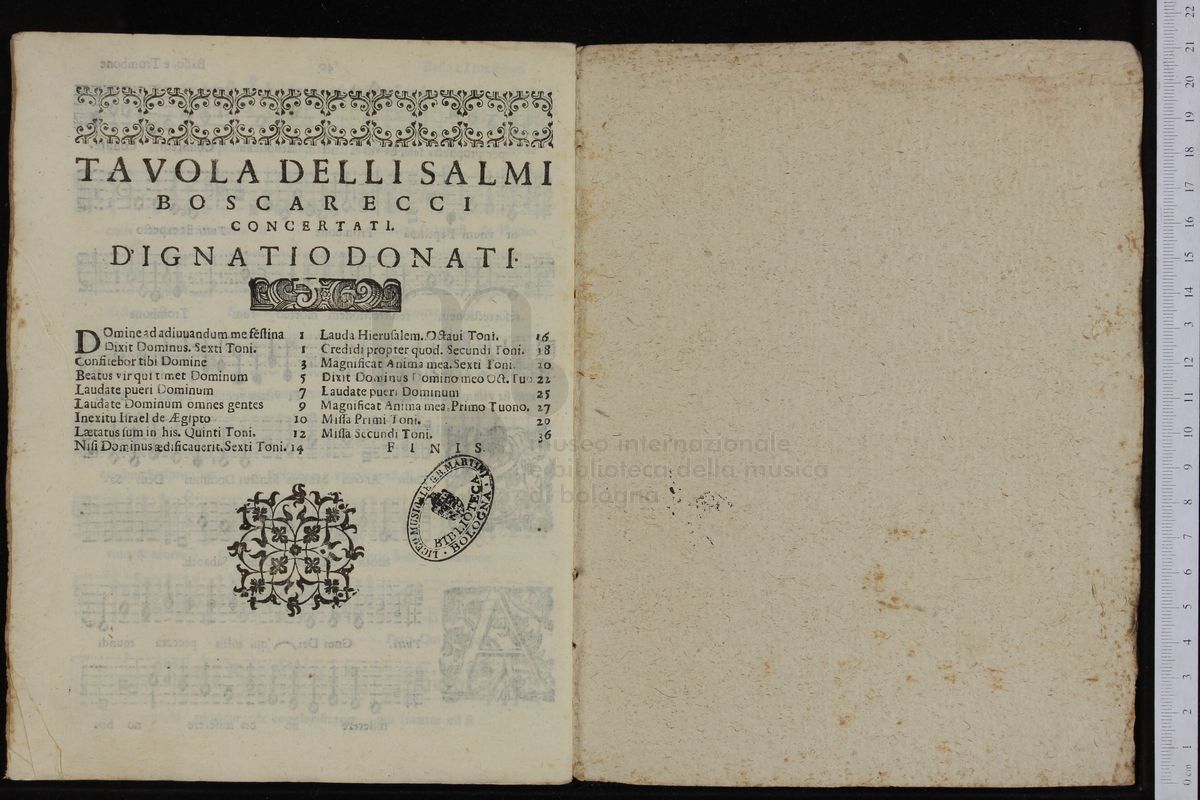 TAVOLA DELLI SALMI
BOSCARECCI
CONCERTATI.
D'IGNATIO DONATI.
DOmine ad adiuuandum me festina 1
Dixit Dominus. Sexti Toni. 1
Confitebor tibi Domine 3
Beatus vir qui timet Dominum 5
Laudate pueri Dominum 7
Laudate Dominum omnes gentes 9
Inexitu Israel de Ægipto 10
Lætatus sum in his. Quinti Toni. 12
Nisi Dominus ædificauerit. Sexti Toni. 14
Lauda Hierusalem. Octaui Toni. 16
Credidi propter quod. Secundi Toni. 18
Magnificat Anima mea. Sexti Toni. 20
Dixit Dominus Domino meo Oct. Tuo 22
Laudate pueri Dominum 25
Magnificat Anima mea. Primo Tuono. 27
Missa Primi Toni. 20
Missa Secundi Toni. 36
FINIS.
LICEO MUSICALE G.B. MARTINI
BIBLIOTECA
BOLOGNA
museo internazionale
e biblioteca della musica
di bologna